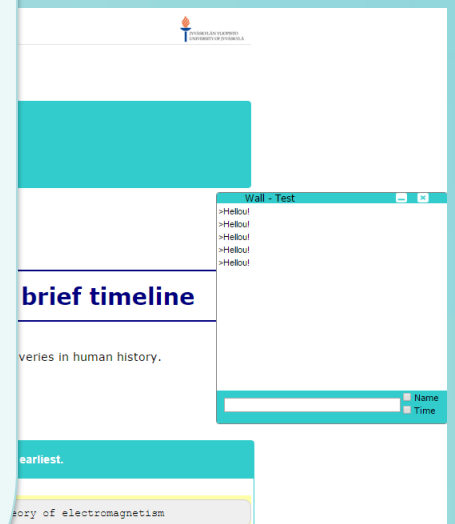 JYVÄSKYLÄN YLIOPISTO
UNIVERSITY OF JYVÄSKYLÄ
Wall - Test
>Hellou!
>Hellou!
>Hellou!
>Hellou!
>Hellou!
brief timeline
veries in human history.
Name
Time
earliest.
eory of electromagnetism